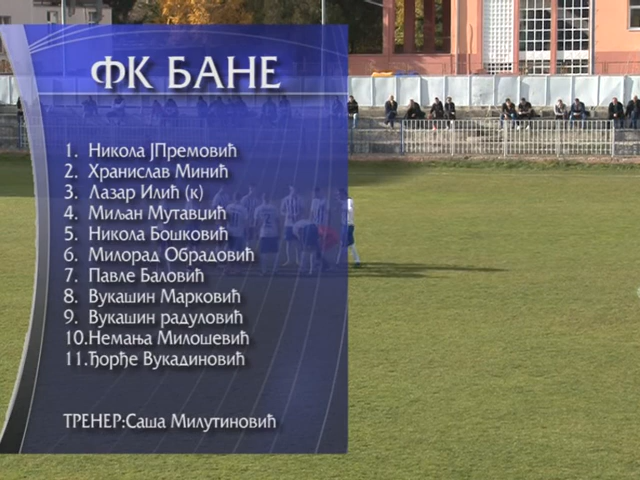 ФК БАНЕ
1. Никола ЈПремовић
2. Хранислав Минић
3. Лазар Илић (к)
4. Миљан Мутавџић
5. Никола Бошковић
6. Милорад Обрадовић
7. Павле Баловић
8. Вукашин Марковић
9. Вукашин радуловић
10.Немања Милошевић
11.Ђорђе Вукадиновић
ТРЕНЕР:Саша Милутиновић